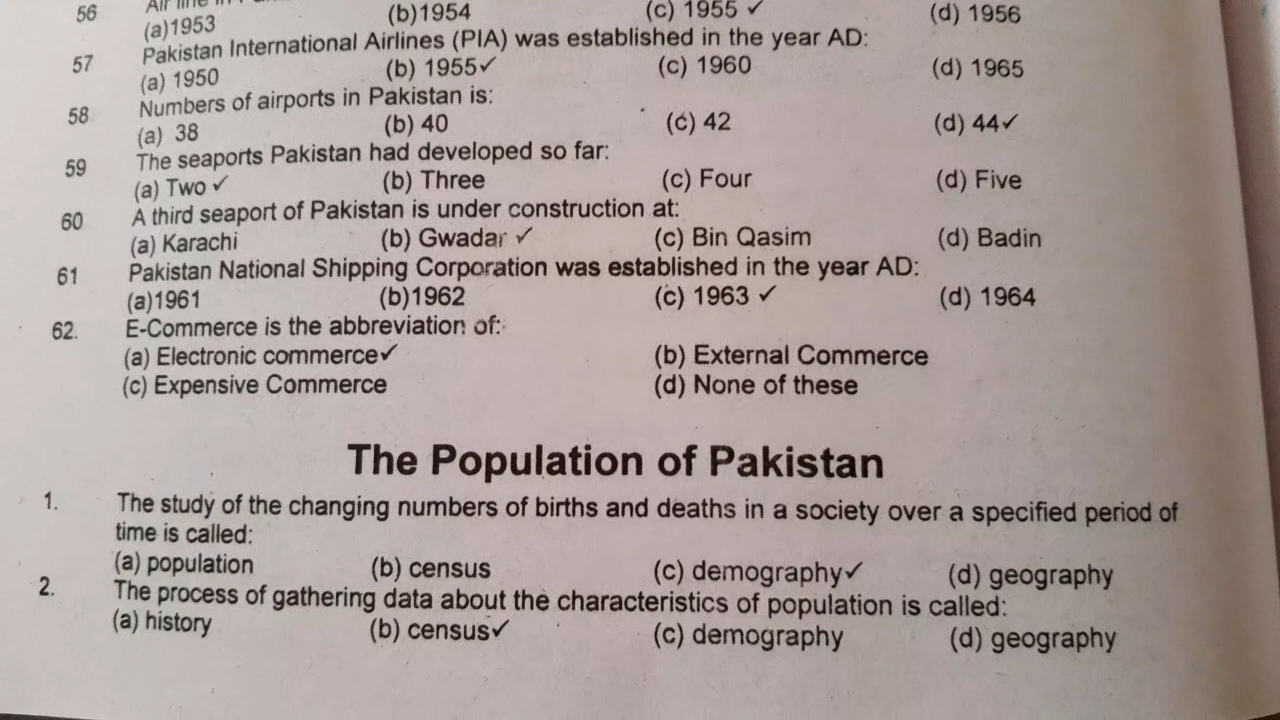 56 Air line in
(a)1953 (b)1954 (c) 1955 ✓ (d) 1956
57 Pakistan International Airlines (PIA) was established in the year AD:
(a) 1950 (b) 1955✓ (c) 1960 (d) 1965
58 Numbers of airports in Pakistan is:
(a) 38 (b) 40 (c) 42 (d) 44✓
59 The seaports Pakistan had developed so far:
(a) Two ✓ (b) Three (c) Four (d) Five
60 A third seaport of Pakistan is under construction at:
(a) Karachi (b) Gwadar ✓ (c) Bin Qasim (d) Badin
61 Pakistan National Shipping Corporation was established in the year AD:
(a)1961 (b)1962 (c) 1963 ✓ (d) 1964
62. E-Commerce is the abbreviation of:
(a) Electronic commerce✓ (b) External Commerce
(c) Expensive Commerce (d) None of these
The Population of Pakistan
1. The study of the changing numbers of births and deaths in a society over a specified period of
time is called:
(a) population (b) census (c) demography✓ (d) geography
2. The process of gathering data about the characteristics of population is called:
(a) history (b) census✓ (c) demography (d) geography